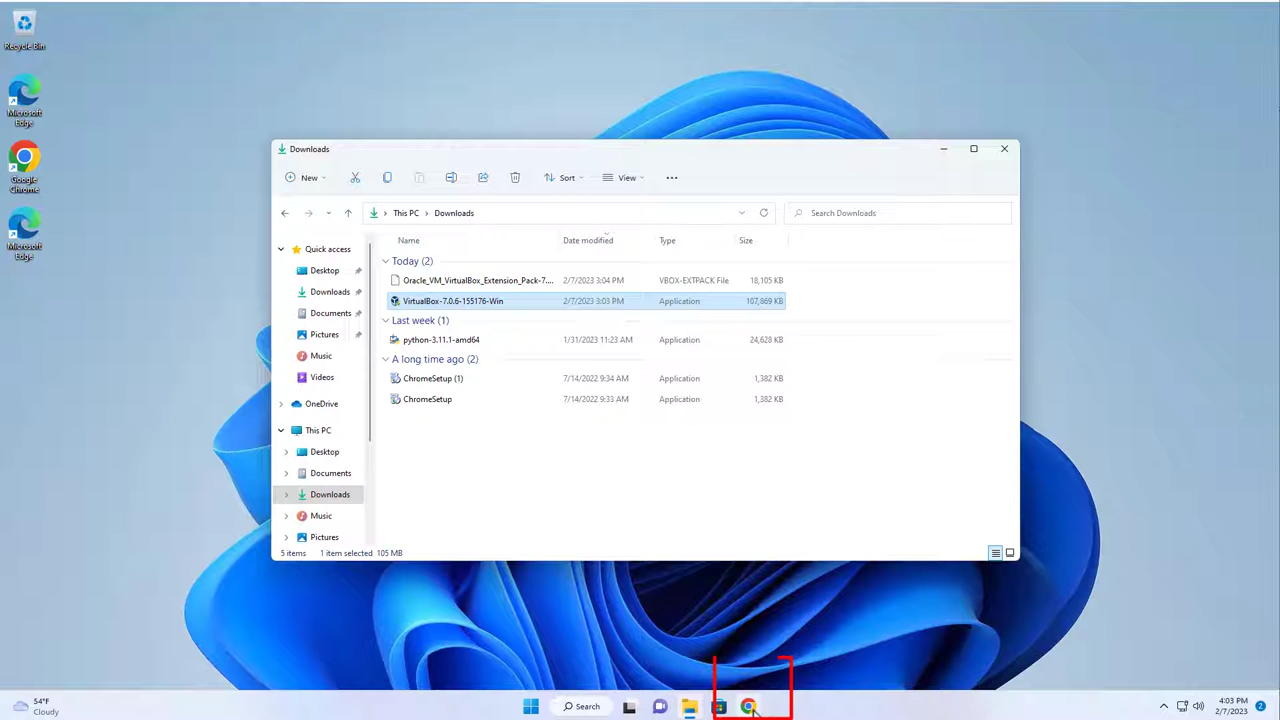 Recycle Bin
Microsoft
Edge
Google
Chrome
Microsoft
Edge
Downloads
New
Sort
View
This PC > Downloads
Search Downloads
Name Date modified Type Size
Today (2)
Oracle_VM_VirtualBox_Extension_Pack-7.... 2/7/2023 3:04 PM VBOX-EXTPACK File 18,105 KB
VirtualBox-7.0.6-155176-Win 2/7/2023 3:03 PM Application 107,869 KB
Last week (1)
python-3.11.1-amd64 1/31/2023 11:23 AM Application 24,628 KB
A long time ago (2)
ChromeSetup (1) 7/14/2022 9:34 AM Application 1,382 KB
ChromeSetup 7/14/2022 9:33 AM Application 1,382 KB
Quick access
Desktop
Downloads
Documents
Pictures
Music
Videos
OneDrive
This PC
Desktop
Documents
Downloads
Music
Pictures
5 items 1 item selected 105 MB
54°F
Cloudy
Search
4:03 PM
2/7/2023
2